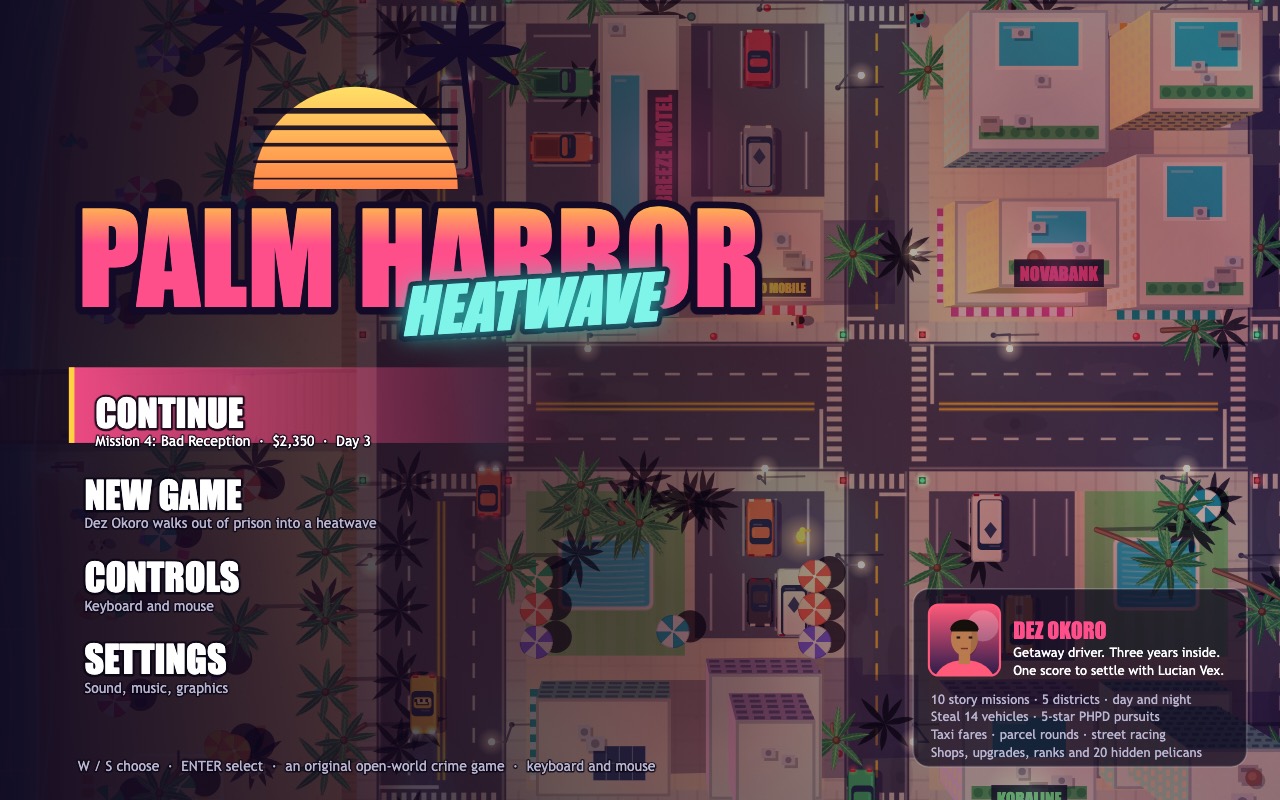 BREEZE MOTEL
PALM HARBOR
HEATWAVE
MOBILE
NOVABANK
CONTINUE
Mission 4: Bad Reception · $2,350 · Day 3
NEW GAME
Dez Okoro walks out of prison into a heatwave
CONTROLS
Keyboard and mouse
SETTINGS
Sound, music, graphics
DEZ OKORO
Getaway driver. Three years inside.
One score to settle with Lucian Vex.
10 story missions · 5 districts · day and night
Steal 14 vehicles · 5-star PHPD pursuits
Taxi fares · parcel rounds · street racing
Shops, upgrades, ranks and 20 hidden pelicans
W / S choose · ENTER select · an original open-world crime game · keyboard and mouse
KORALINE